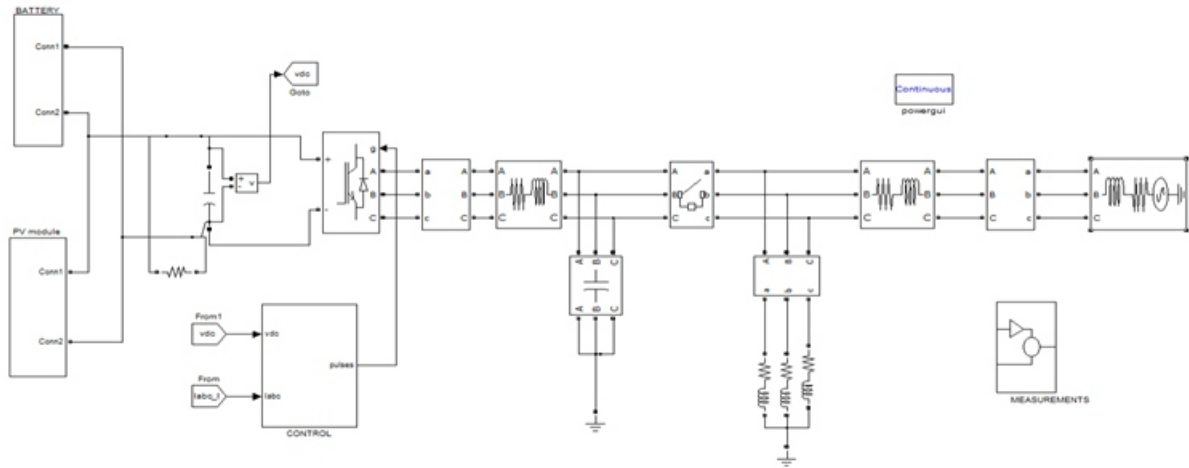 BATTERY
Conn1
Conn2
vdc
Goto
Continuous
powergui
+
-
g
A
B
C
a
b
c
A
B
C
A
B
C
A
B
C
A
B
C
a
b
c
A
B
C
A
B
C
A
B
C
a
b
c
A
B
C
+
-
v
PV module
Conn1
Conn2
A
B
C
A
B
C
A
B
C
a
b
c
From1
vdc
From
Iabc_I
vdc
Iabc
pulses
CONTROL
MEASUREMENTS